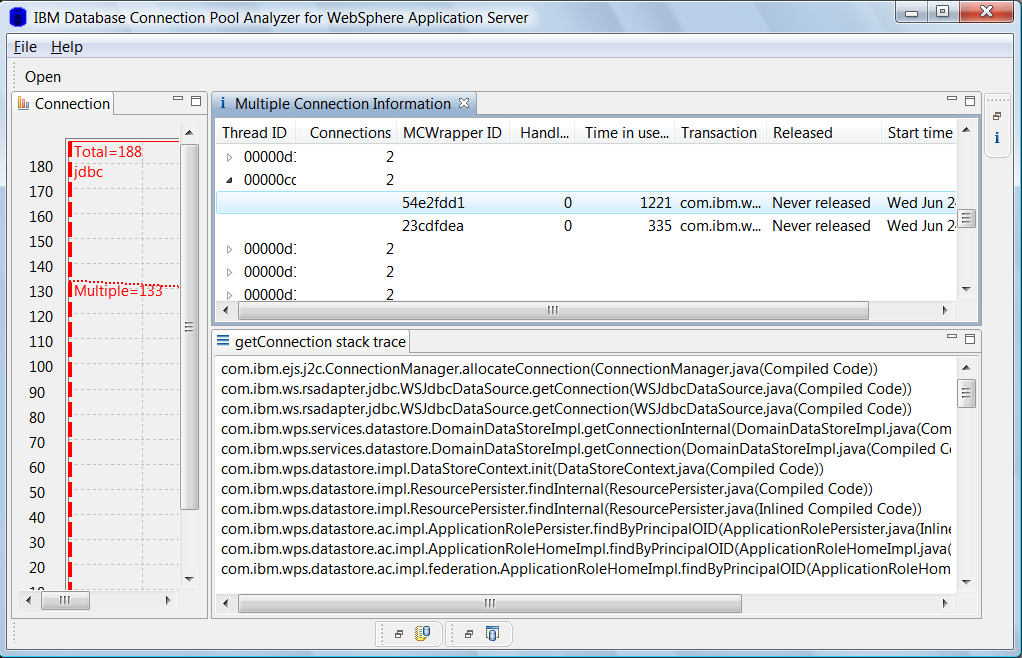 IBM Database Connection Pool Analyzer for WebSphere Application Server
File Help
Open
Connection
Total=188
jdbc
180
170
160
150
140
Multiple=133
130
120
110
100
90
80
70
60
50
40
30
20
10
Multiple Connection Information
Thread ID Connections MCWrapper ID Handl... Time in use... Transaction Released Start time
00000d1 2
00000cc 2
54e2fdd1 0 1221 com.ibm.w... Never released Wed Jun 2
23cdfdea 0 335 com.ibm.w... Never released Wed Jun 2
00000d1 2
00000d1 2
00000d1 2
getConnection stack trace
com.ibm.ejs.j2c.ConnectionManager.allocateConnection(ConnectionManager.java(Compiled Code))
com.ibm.ws.rsadapter.jdbc.WSJdbcDataSource.getConnection(WSJdbcDataSource.java(Compiled Code))
com.ibm.ws.rsadapter.jdbc.WSJdbcDataSource.getConnection(WSJdbcDataSource.java(Compiled Code))
com.ibm.wps.services.datastore.DomainDataStoreImpl.getConnectionInternal(DomainDataStoreImpl.java(Com
com.ibm.wps.services.datastore.DomainDataStoreImpl.getConnection(DomainDataStoreImpl.java(Compiled C
com.ibm.wps.datastore.impl.DataStoreContext.init(DataStoreContext.java(Compiled Code))
com.ibm.wps.datastore.impl.ResourcePersister.findInternal(ResourcePersister.java(Compiled Code))
com.ibm.wps.datastore.impl.ResourcePersister.findInternal(ResourcePersister.java(Inlined Compiled Code))
com.ibm.wps.datastore.ac.impl.ApplicationRolePersister.findByPrincipalOID(ApplicationRolePersister.java(Inline
com.ibm.wps.datastore.ac.impl.ApplicationRoleHomeImpl.findByPrincipalOID(ApplicationRoleHomeImpl.java(
com.ibm.wps.datastore.ac.impl.federation.ApplicationRoleHomeImpl.findByPrincipalOID(ApplicationRoleHom